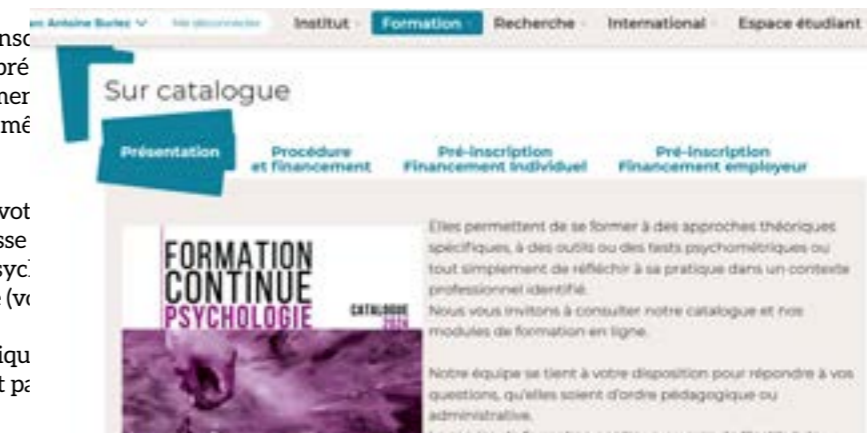 Institut Formation Recherche International Espace étudiant
Sur catalogue
Présentation
Procédure
et financement
Pré-inscription
Financement individuel
Pré-inscription
Financement employeur
Elles permettent de se former à des approches théoriques
spécifiques, à des outils ou des tests psychométriques ou
tout simplement de réfléchir à sa pratique dans un contexte
professionnel identifié.
Nous vous invitons à consulter notre catalogue et nos
modules de formation en ligne.
Notre équipe se tient à votre disposition pour répondre à vos
questions, qu'elles soient d'ordre pédagogique ou
administrative.
FORMATION
CONTINUE
PSYCHOLOGIE
CATALOGUE